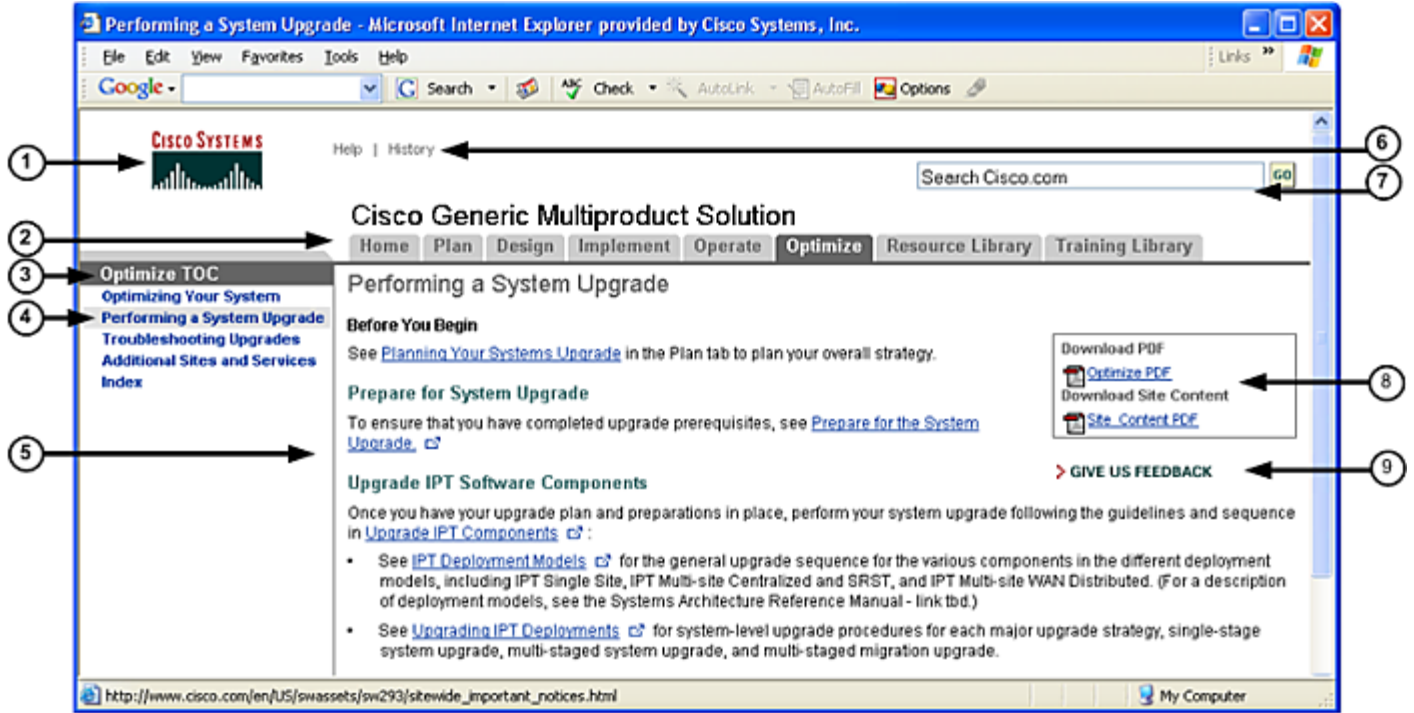 Performing a System Upgrade - Microsoft Internet Explorer provided by Cisco Systems, Inc.
File Edit View Favorites Tools Help
Links »
Google
G Search ABC Check AutoLink AutoFill Options
1
CISCO SYSTEMS
Help | History
6
Search Cisco.com
GO
7
Cisco Generic Multiproduct Solution
2
Home Plan Design Implement Operate Optimize Resource Library Training Library
3
Optimize TOC
Optimizing Your System
4
Performing a System Upgrade
Troubleshooting Upgrades
Additional Sites and Services
Index
5
Performing a System Upgrade
Before You Begin
See Planning Your Systems Upgrade in the Plan tab to plan your overall strategy.
Prepare for System Upgrade
To ensure that you have completed upgrade prerequisites, see Prepare for the System
Upgrade.
Download PDF
Optimize PDF
8
Download Site Content
Site Content PDF
> GIVE US FEEDBACK
9
Upgrade IPT Software Components
Once you have your upgrade plan and preparations in place, perform your system upgrade following the guidelines and sequence
in Upgrade IPT Components :
• See IPT Deployment Models for the general upgrade sequence for the various components in the different deployment
models, including IPT Single Site, IPT Multi-site Centralized and SRST, and IPT Multi-site WAN Distributed. (For a description
of deployment models, see the Systems Architecture Reference Manual - link tbd.)
• See Upgrading IPT Deployments for system-level upgrade procedures for each major upgrade strategy, single-stage
system upgrade, multi-staged system upgrade, and multi-staged migration upgrade.
http://www.cisco.com/en/US/swassets/sw293/sitewide_important_notices.html
My Computer